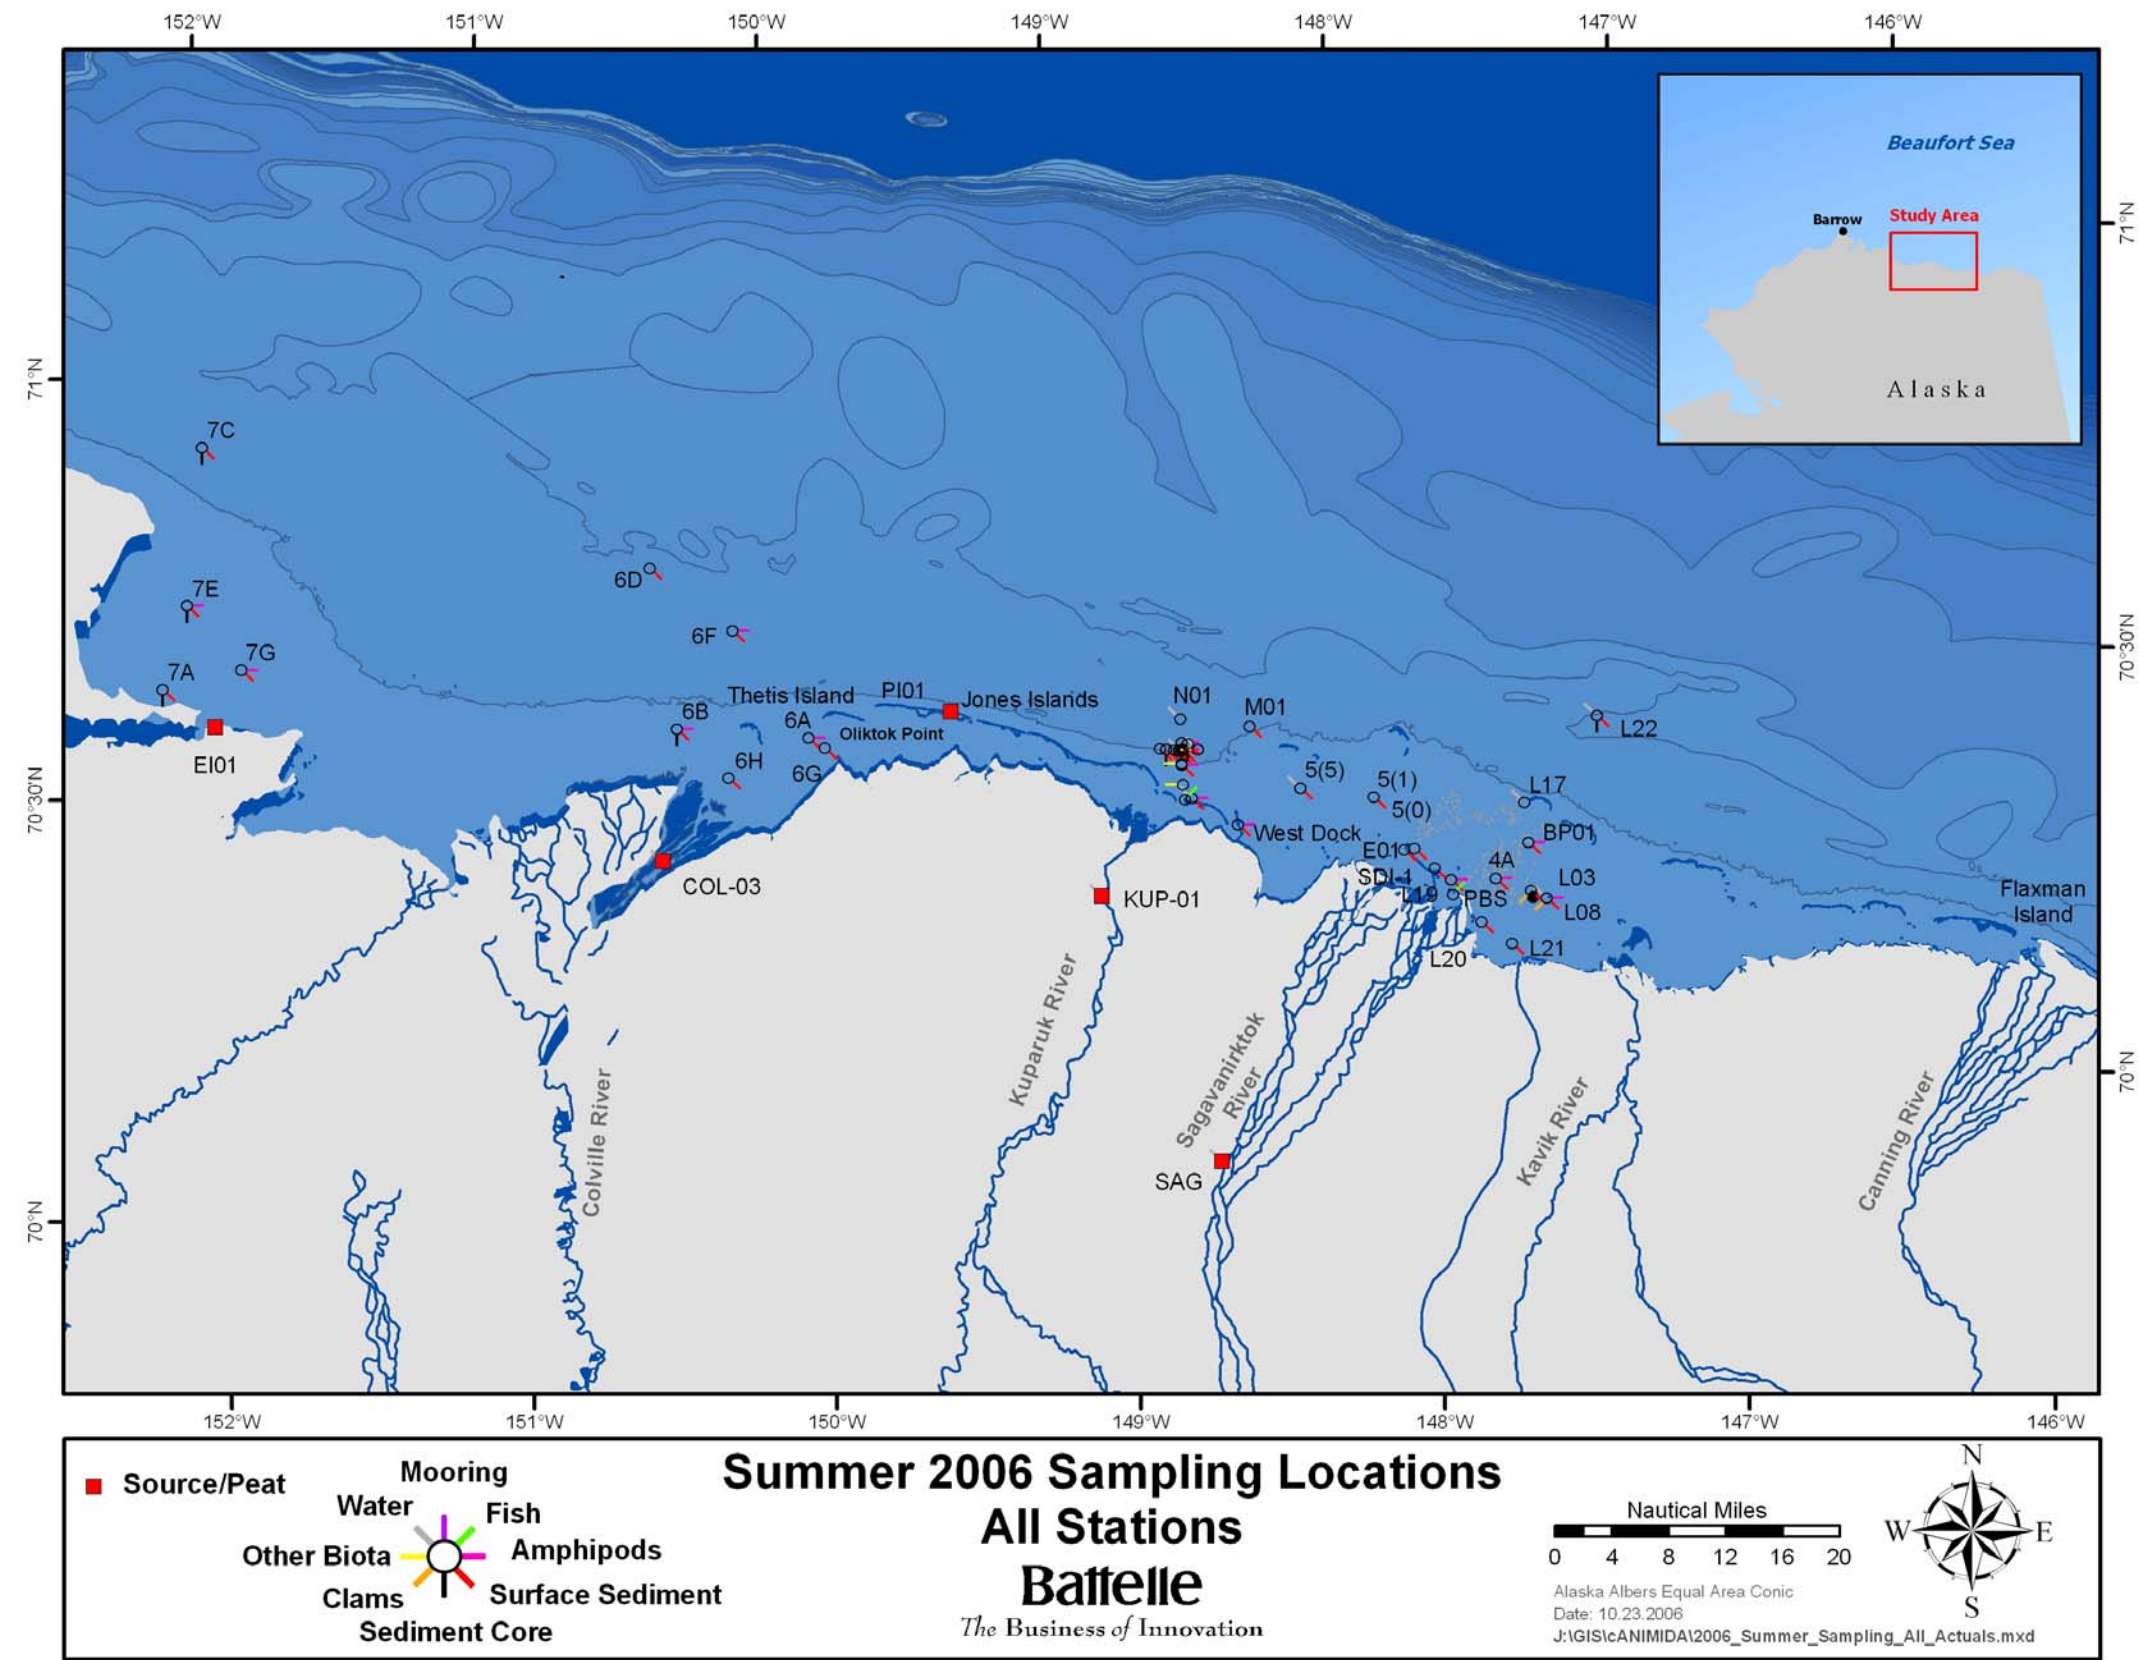 152°W 151°W 150°W 149°W 148°W 147°W 146°W
Beaufort Sea
Barrow
Study Area
Alaska
71°N
71°N
7C
6D
7E
6F
7G
7A
70°30'N
Thetis Island
PI01
Jones Islands
N01
M01
6B
6A
L22
Oliktok Point
EI01
6H
6G
5(5)
5(1)
L17
70°30'N
5(0)
West Dock
BP01
E01
4A
SDI-1
L03
COL-03
L19
PBS
KUP-01
L08
Flaxman
Island
L21
L20
Kuparuk River
Sagavanirktok
River
Colville River
Kavik River
Canning River
70°N
SAG
70°N
152°W 151°W 150°W 149°W 148°W 147°W 146°W
Source/Peat
Mooring
Water
Fish
Other Biota
Amphipods
Clams
Surface Sediment
Sediment Core
Summer 2006 Sampling Locations
All Stations
Battelle
The Business of Innovation
Nautical Miles
0 4 8 12 16 20
Alaska Albers Equal Area Conic
Date: 10.23.2006
J:\GIS\cANIMIDA\2006_Summer_Sampling_All_Actuals.mxd
N
W
E
S